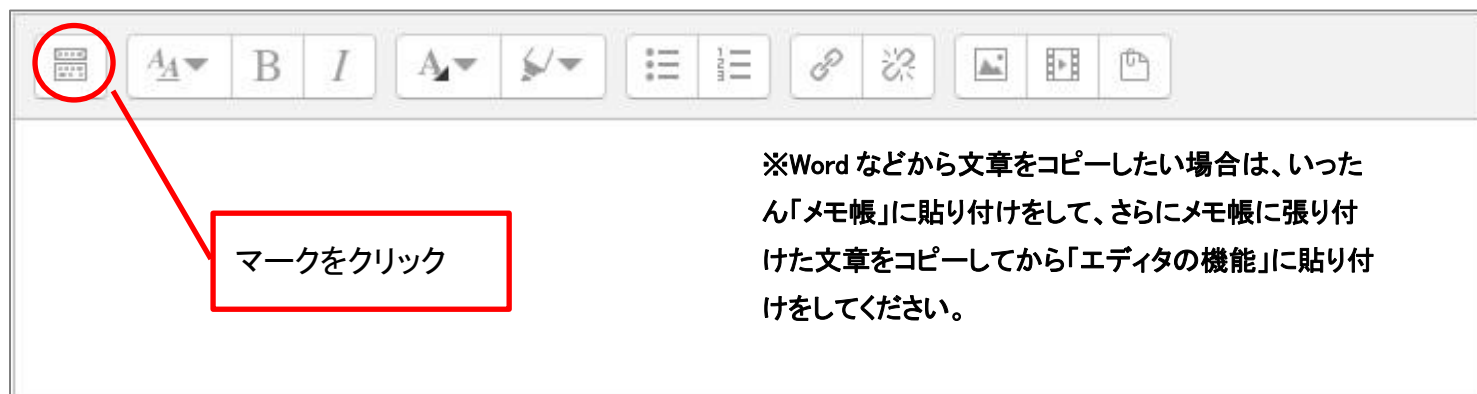 マークをクリック
※Word などから文章をコピーしたい場合は、いった
ん「メモ帳」に貼り付けをして、さらにメモ帳に張り付
けた文章をコピーしてから「エディタの機能」に貼り付
けをしてください。